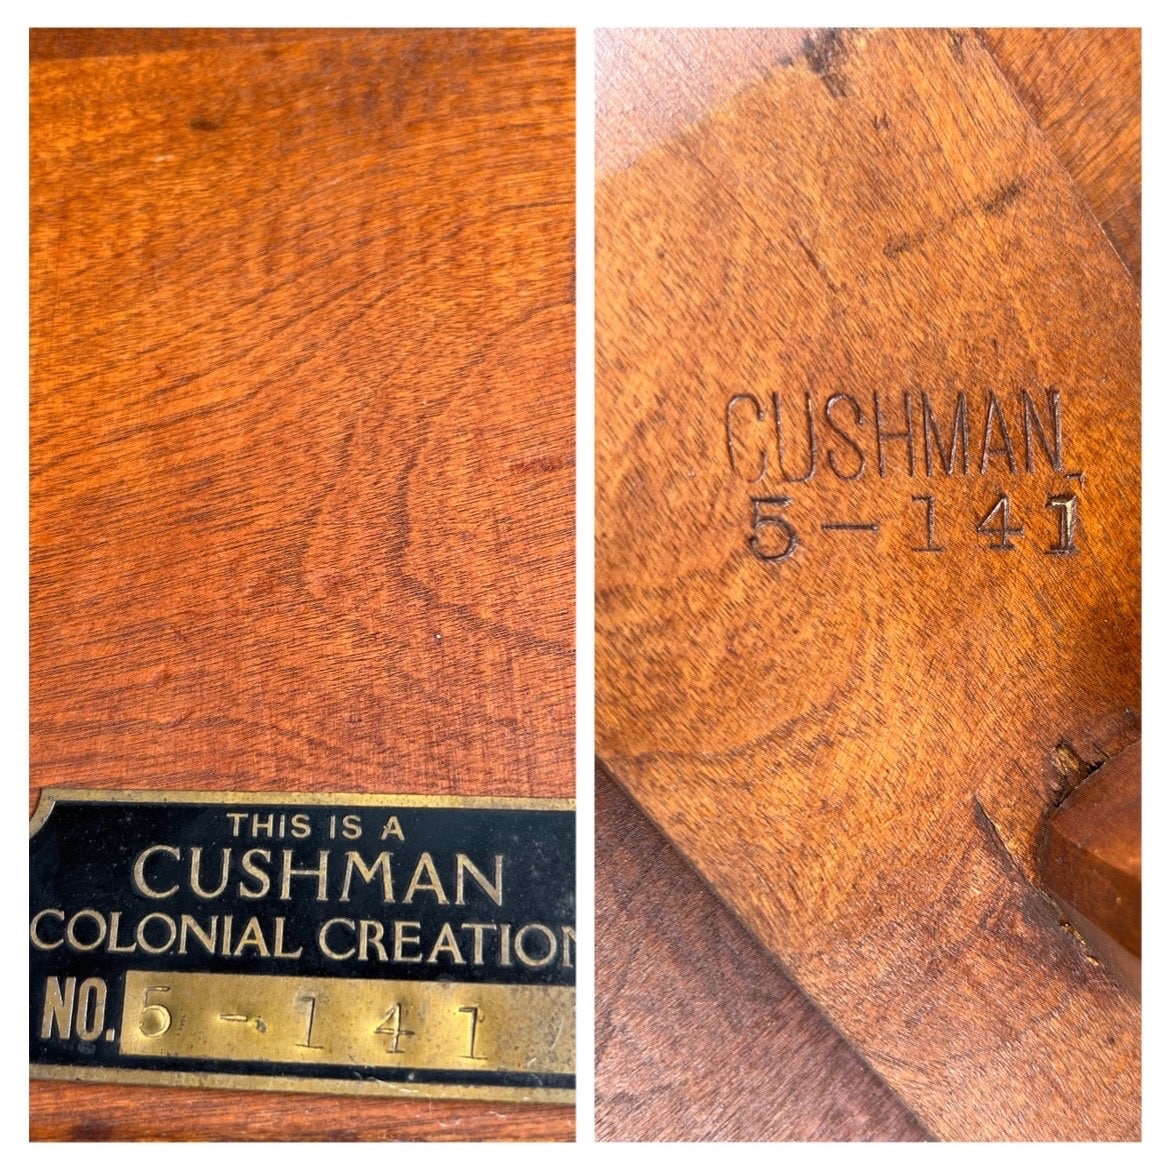 THIS IS A
CUSHMAN
COLONIAL CREATION
NO. 5-141
CUSHMAN
5-141